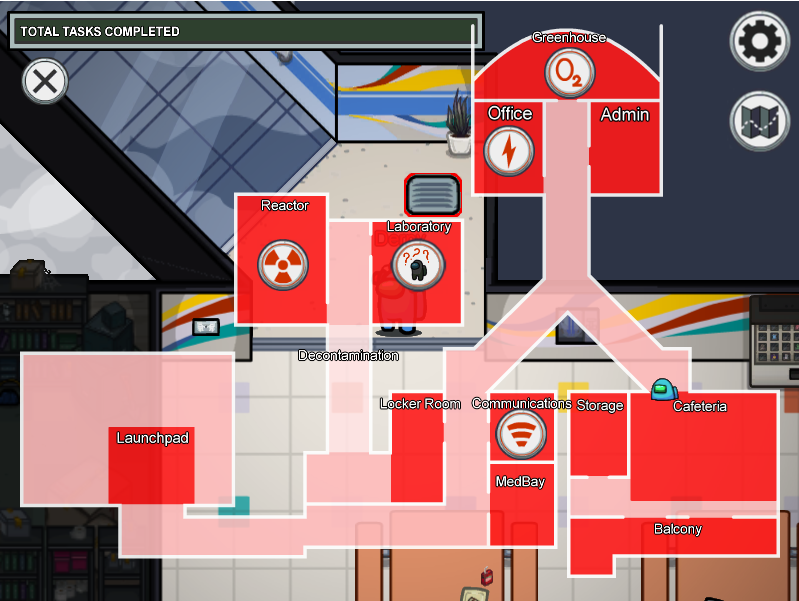 TOTAL TASKS COMPLETED
Greenhouse
O₂
Office
Admin
Reactor
Laboratory
? ? ?
Decontamination
Locker Room
Communications
Storage
Cafeteria
Launchpad
MedBay
Balcony